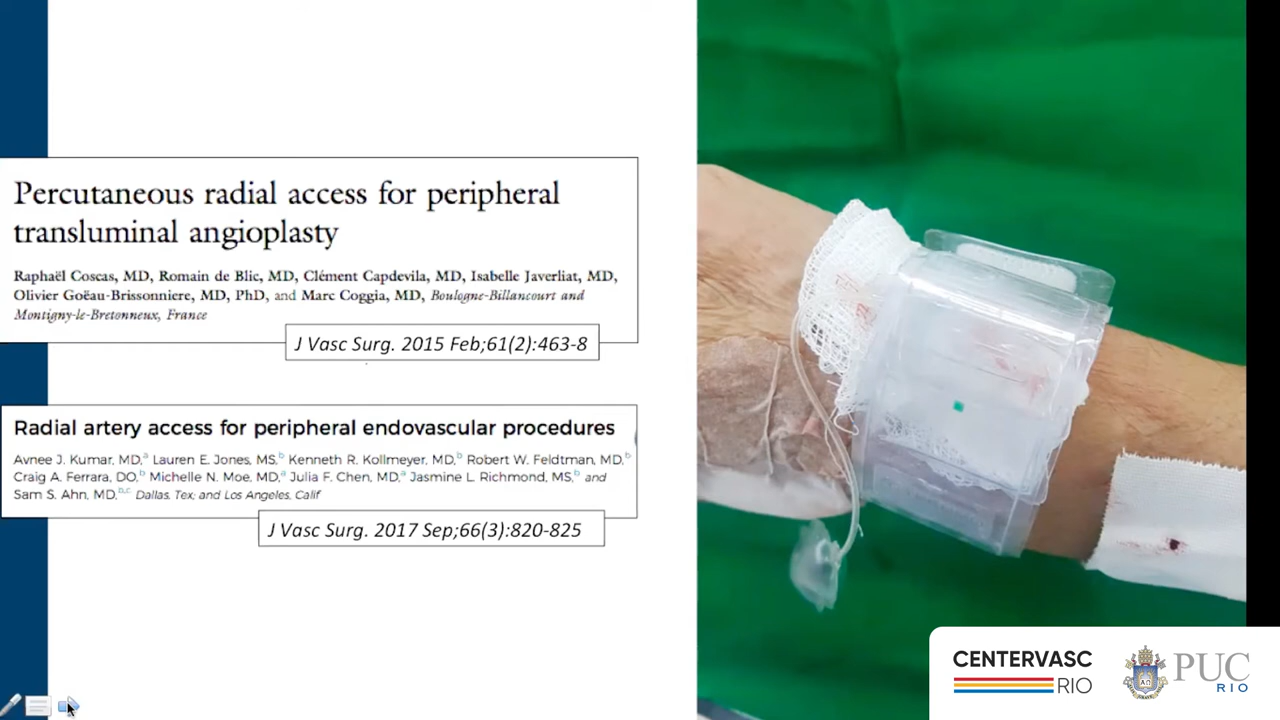 Percutaneous radial access for peripheral
transluminal angioplasty
Raphaël Coscas, MD, Romain de Blic, MD, Clément Capdevila, MD, Isabelle Javerliat, MD,
Olivier Goëau-Brissonniere, MD, PhD, and Marc Coggia, MD, Boulogne-Billancourt and
Montigny-le-Bretonneux, France
J Vasc Surg. 2015 Feb;61(2):463-8
Radial artery access for peripheral endovascular procedures
Avnee J. Kumar, MD,a Lauren E. Jones, MS,b Kenneth R. Kollmeyer, MD,b Robert W. Feldtman, MD,b
Craig A. Ferrara, DO,b Michelle N. Moe, MD,a Julia F. Chen, MD,a Jasmine L. Richmond, MS,b and
Sam S. Ahn, MD,b,c Dallas, Tex; and Los Angeles, Calif
J Vasc Surg. 2017 Sep;66(3):820-825
CENTERVASC
RIO
PUC
RIO